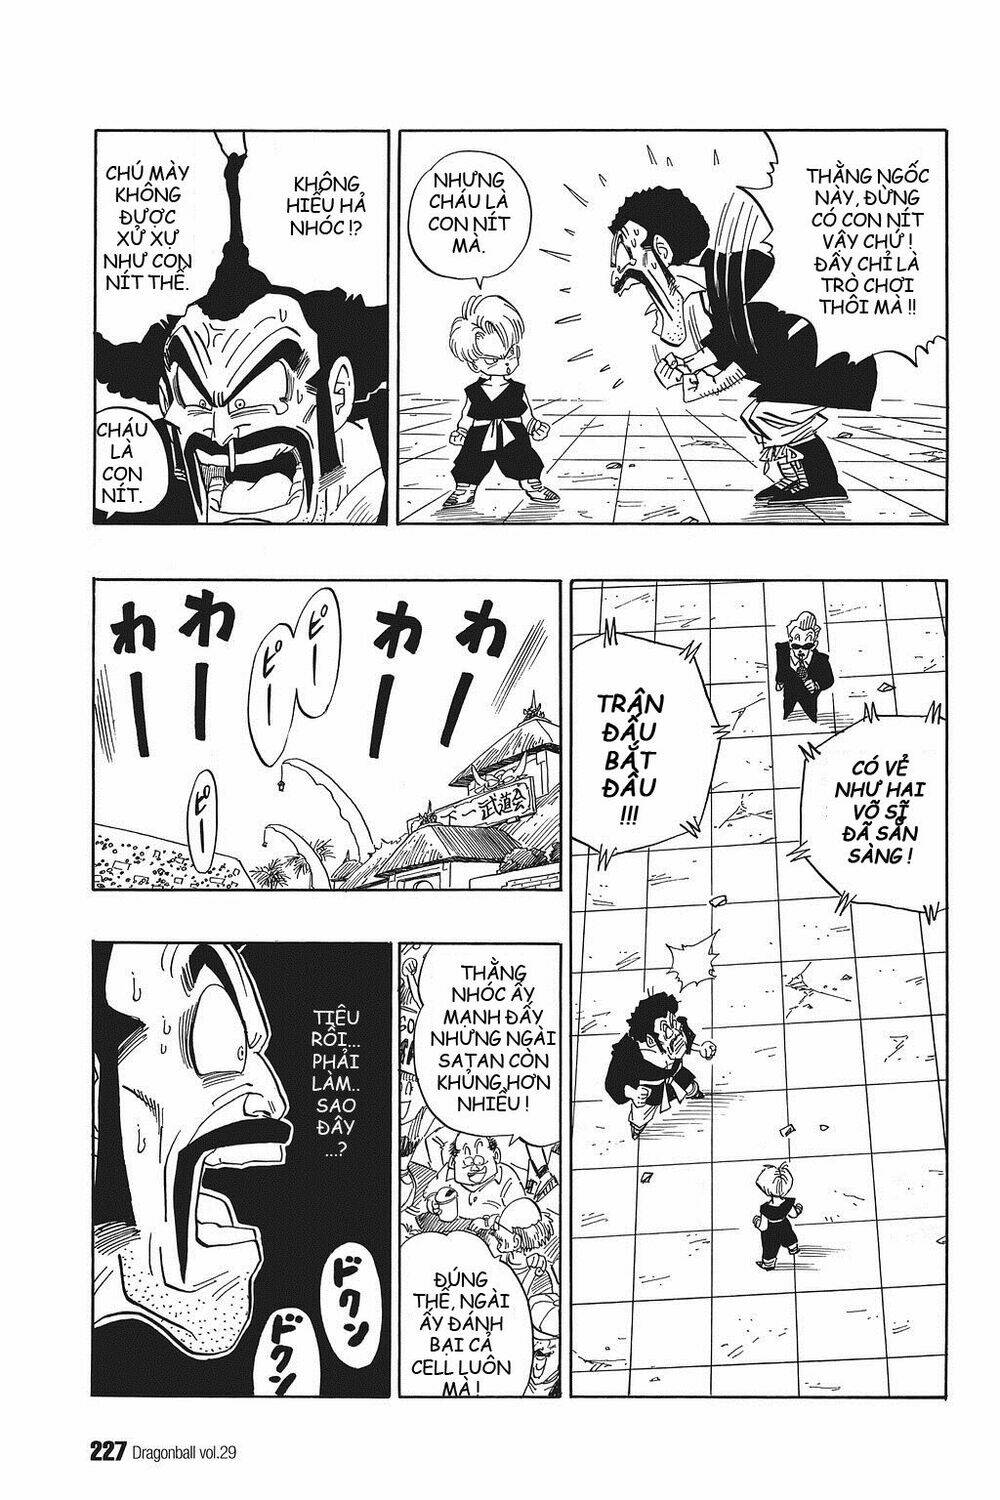 THẰNG NGỐC
NÀY, ĐỪNG
CÓ CON NÍT
VẬY CHỨ!
ĐÂY CHỈ LÀ
TRÒ CHƠI
THÔI MÀ!!
NHƯNG
CHÁU LÀ
CON NÍT
MÀ.
KHÔNG
HIỂU HẢ
NHÓC!?
CHÚ MÀY
KHÔNG
ĐƯỢC
XỬ XỰ
NHƯ CON
NÍT THẾ.
CHÁU
LÀ
CON
NÍT.
CÓ VẺ
NHƯ HAI
VÕ SĨ
ĐÃ SẴN
SÀNG!
TRẬN
ĐẤU
BẮT
ĐẦU
!!!
わーわー
ピーピー
わーわー
ピー
天下一武道会
THẰNG
NHÓC ẤY
MẠNH ĐẤY
NHƯNG NGÀI
SATAN CÒN
KHỦNG HƠN
NHIỀU!
ĐÚNG
THẾ, NGÀI
ẤY ĐÁNH
BẠI CẢ
CELL LUÔN
MÀ!
TIÊU
RỒI...
PHẢI
LÀM..
SAO
ĐÂY
...?
ドクン
ドクン
227 Dragonball vol.29